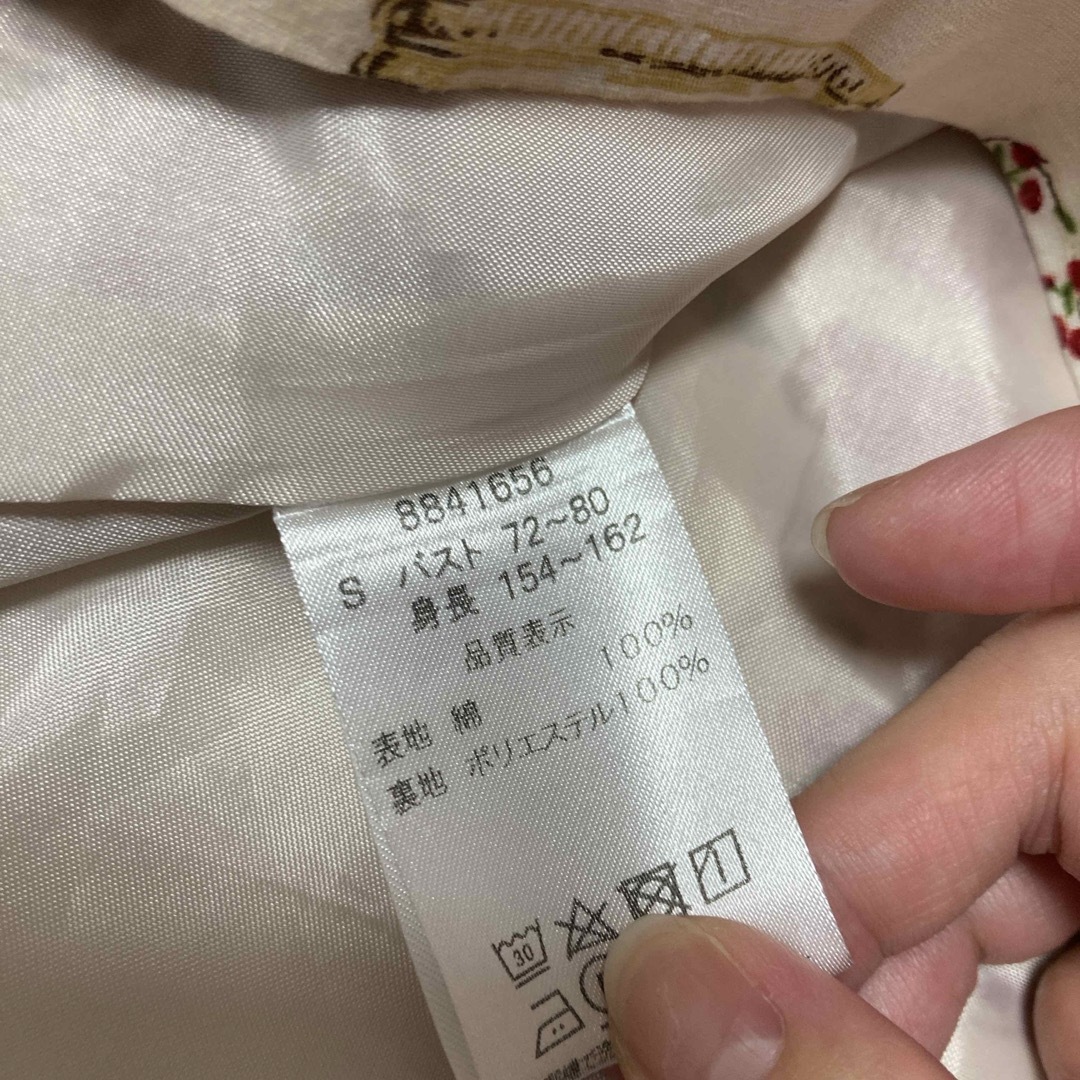 8841656
S バスト 72~80
身長 154~162
品質表示
表地 綿 100%
裏地 ポリエステル100%
30